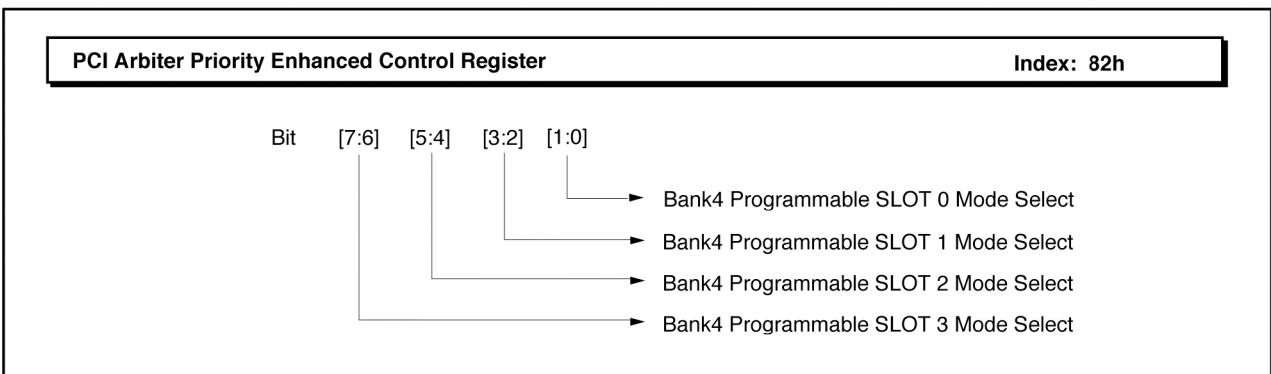 PCI Arbiter Priority Enhanced Control Register Index: 82h
Bit [7:6] [5:4] [3:2] [1:0]
Bank4 Programmable SLOT 0 Mode Select
Bank4 Programmable SLOT 1 Mode Select
Bank4 Programmable SLOT 2 Mode Select
Bank4 Programmable SLOT 3 Mode Select